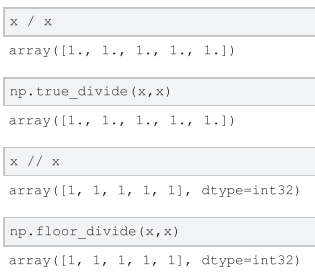 x / x
array([1., 1., 1., 1., 1.])
np.true_divide(x,x)
array([1., 1., 1., 1., 1.])
x // x
array([1, 1, 1, 1, 1], dtype=int32)
np.floor_divide(x,x)
array([1, 1, 1, 1, 1], dtype=int32)